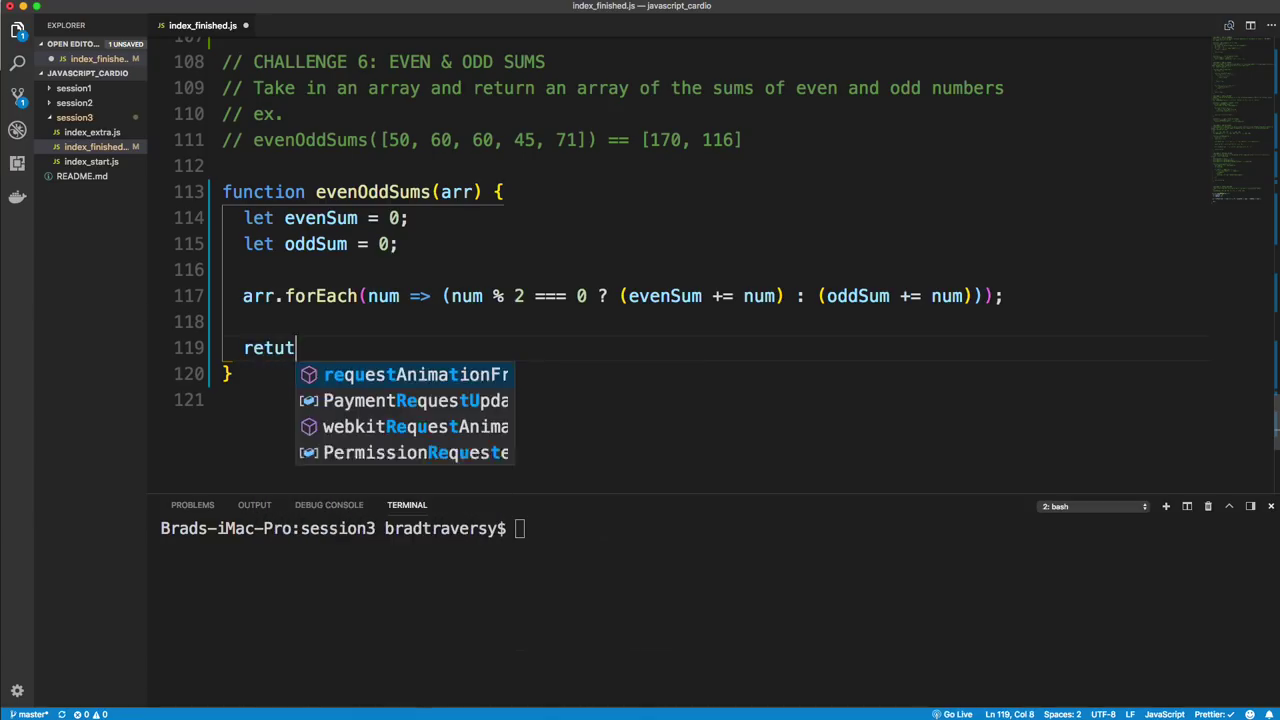 index_finished.js — javascript_cardio
EXPLORER
index_finished.js
OPEN EDITO... 1 UNSAVED
index_finishe... M
JAVASCRIPT_CARDIO
session1
session2
session3
index_extra.js
index_finished... M
index_start.js
README.md
107
108 // CHALLENGE 6: EVEN & ODD SUMS
109 // Take in an array and return an array of the sums of even and odd numbers
110 // ex.
111 // evenOddSums([50, 60, 60, 45, 71]) == [170, 116]
112
113 function evenOddSums(arr) {
114 let evenSum = 0;
115 let oddSum = 0;
116
117 arr.forEach(num => (num % 2 === 0 ? (evenSum += num) : (oddSum += num)));
118
119 retut
120 }
121
requestAnimationFr
PaymentRequestUpda
webkitRequestAnima
PermissionRequeste
PROBLEMS OUTPUT DEBUG CONSOLE TERMINAL
2: bash
Brads-iMac-Pro:session3 bradtraversy$
master* 0 0
Go Live Ln 119, Col 8 Spaces: 2 UTF-8 LF JavaScript Prettier: ✓
1
1